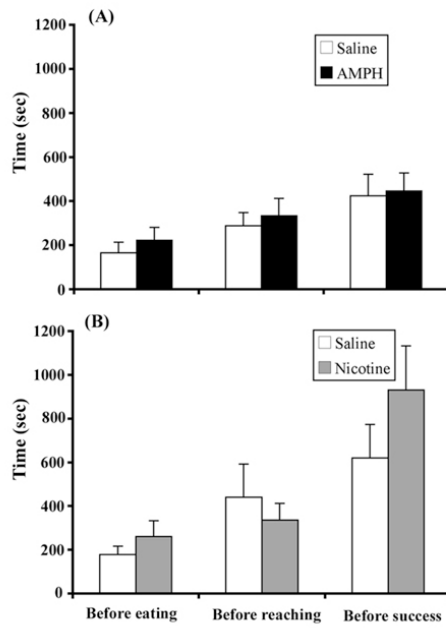 (A)
1200
1000
800
600
400
200
0
Time (sec)
Saline
AMPH
(B)
1200
1000
800
600
400
200
0
Time (sec)
Saline
Nicotine
Before eating Before reaching Before success